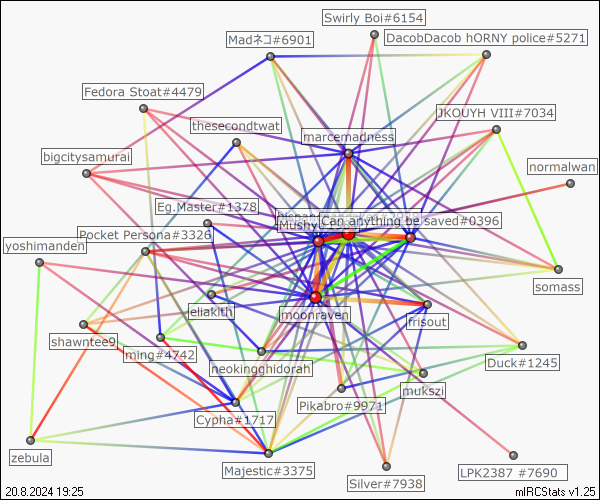 Swirly Boi#6154
Madネコ#6901
DacobDacob hORNY police#5271
Fedora Stoat#4479
JKOUYH VIII#7034
thesecondtwat
marcemadness
bigcitysamurai
normalwan
Eg.Master#1378
Mushy
Can anything be saved#0396
Pocket Persona#3326
yoshimanden
somass
eliakith
moonraven
frisout
shawntee9
ming#4742
neokingghidorah
Duck#1245
mukszi
Cypha#1717
Pikabro#9971
zebula
Majestic#3375
Silver#7938
LPK2387 #7690
20.8.2024 19:25
mIRCStats v1.25